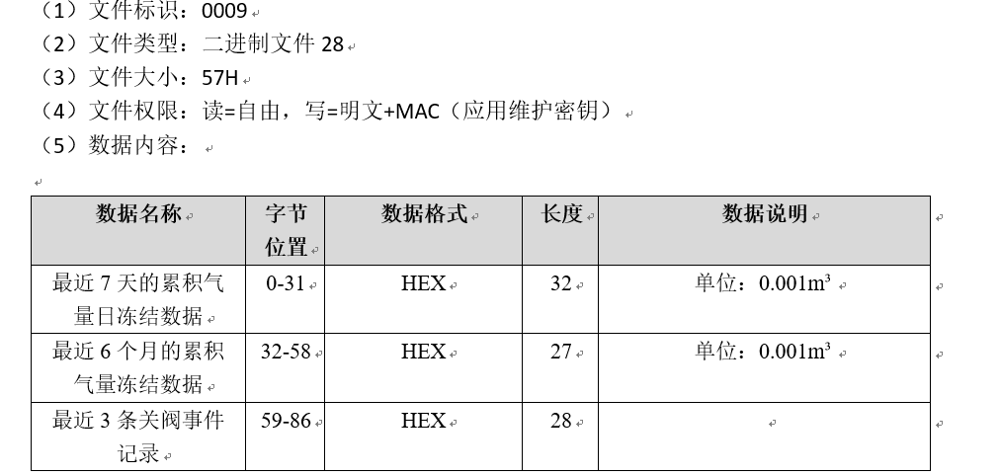 （1）文件标识：0009
（2）文件类型：二进制文件 28
（3）文件大小：57H
（4）文件权限：读=自由，写=明文+MAC（应用维护密钥）
（5）数据内容：
数据名称 字节 数据格式 长度 数据说明
位置
最近 7 天的累积气 0-31 HEX 32 单位：0.001m³
量日冻结数据
最近 6 个月的累积 32-58 HEX 27 单位：0.001m³
气量冻结数据
最近 3 条关阀事件 59-86 HEX 28
记录